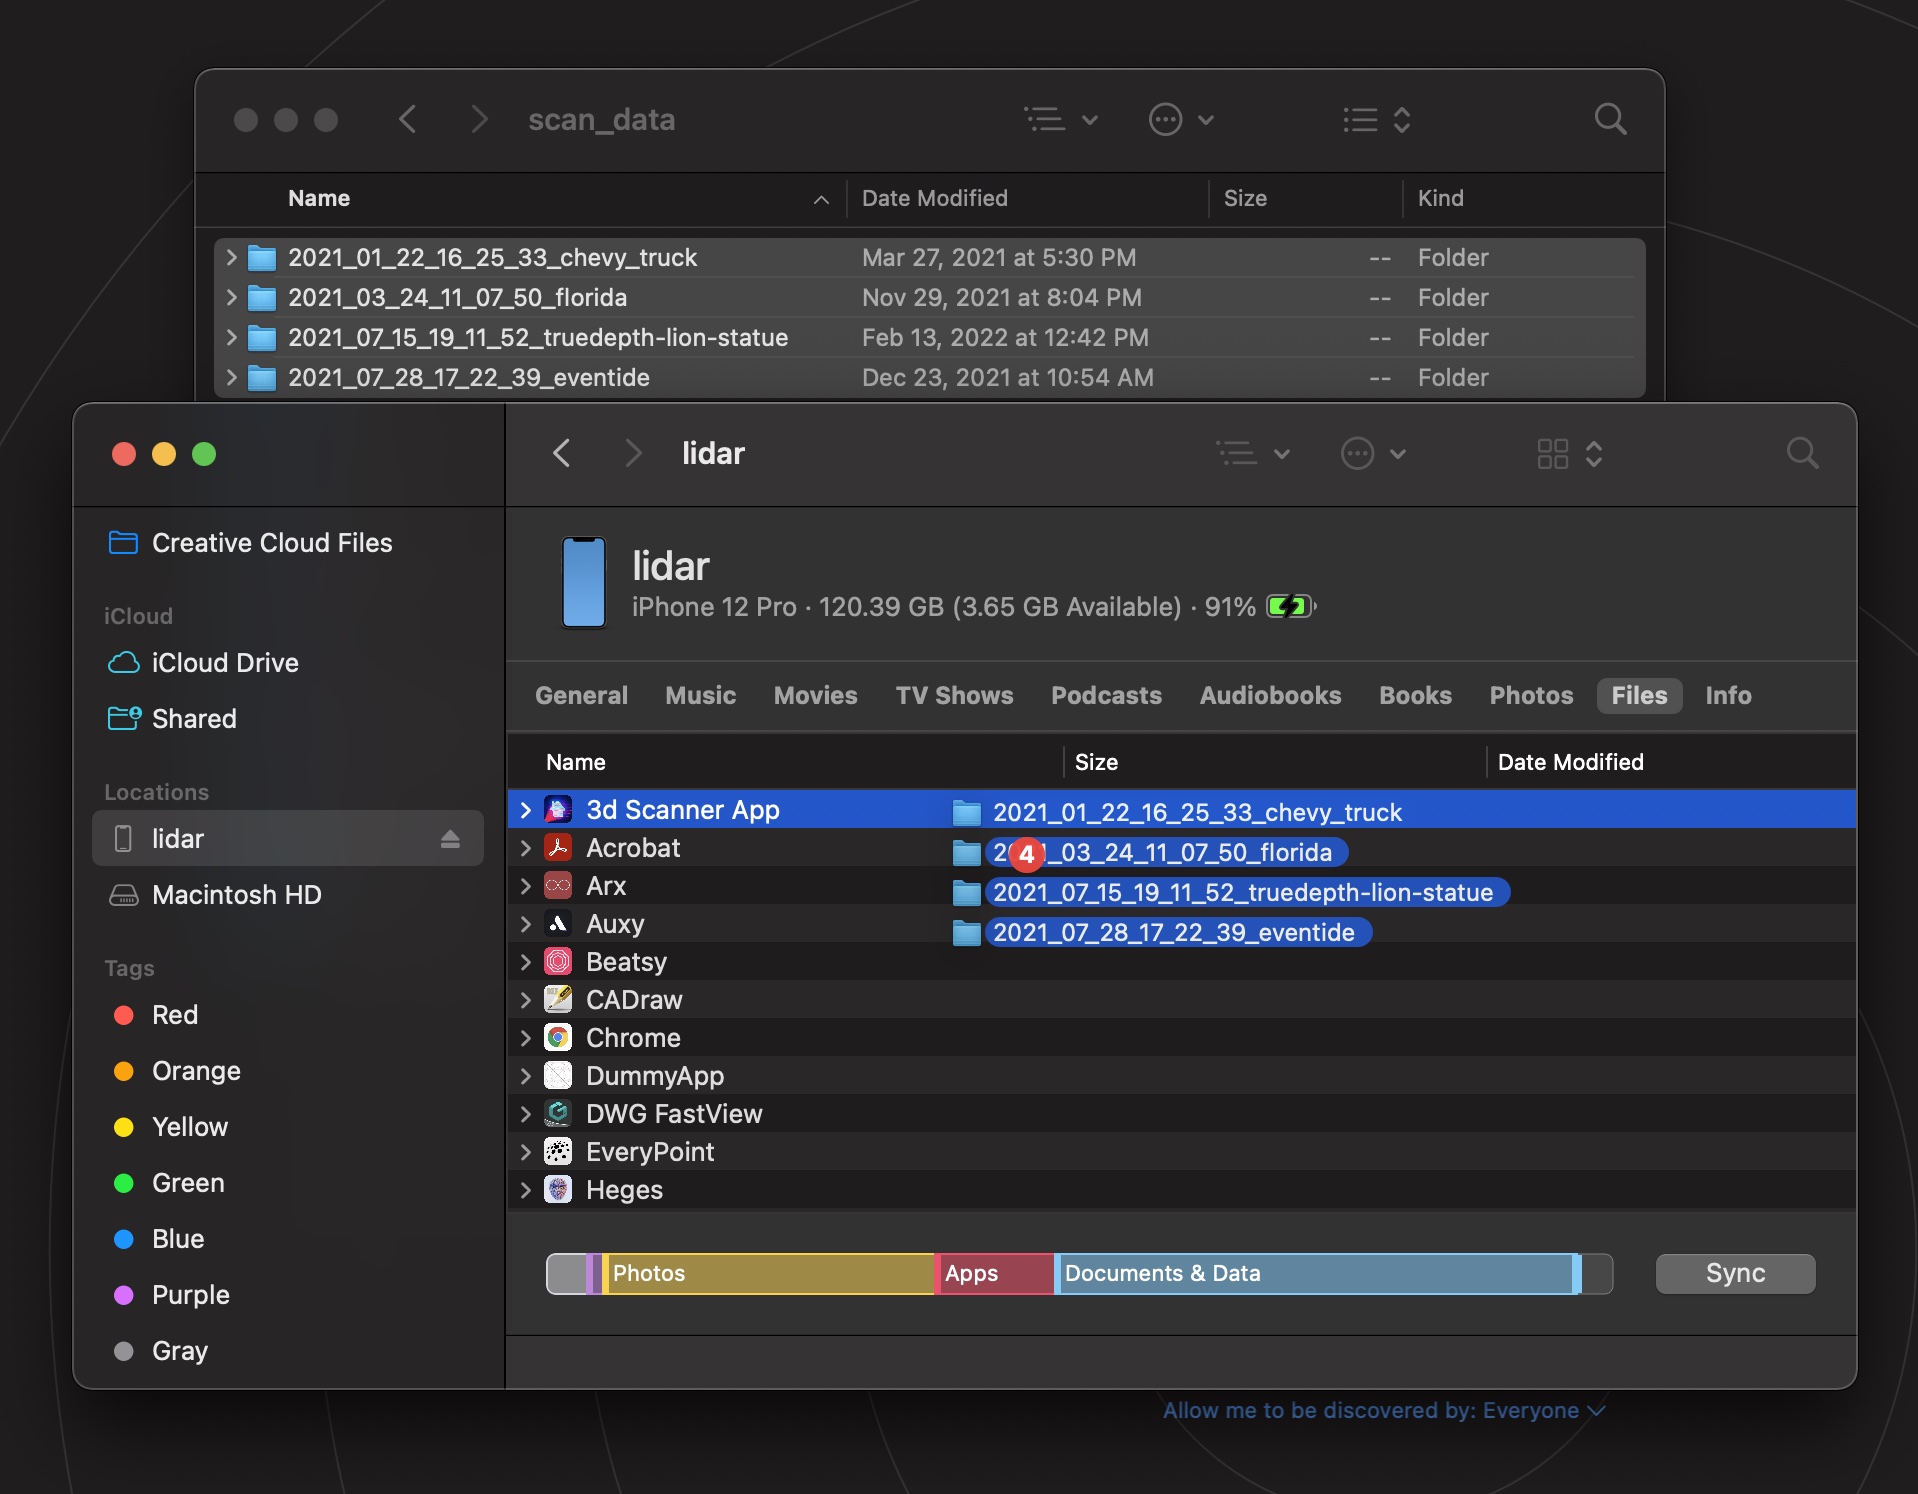 scan_data
Name Date Modified Size Kind
2021_01_22_16_25_33_chevy_truck Mar 27, 2021 at 5:30 PM -- Folder
2021_03_24_11_07_50_florida Nov 29, 2021 at 8:04 PM -- Folder
2021_07_15_19_11_52_truedepth-lion-statue Feb 13, 2022 at 12:42 PM -- Folder
2021_07_28_17_22_39_eventide Dec 23, 2021 at 10:54 AM -- Folder
lidar
Creative Cloud Files
iCloud
iCloud Drive
Shared
Locations
lidar
Macintosh HD
Tags
Red
Orange
Yellow
Green
Blue
Purple
Gray
lidar
iPhone 12 Pro · 120.39 GB (3.65 GB Available) · 91%
General Music Movies TV Shows Podcasts Audiobooks Books Photos Files Info
Name Size Date Modified
3d Scanner App 2021_01_22_16_25_33_chevy_truck
Acrobat 2 4 _03_24_11_07_50_florida
Arx 2021_07_15_19_11_52_truedepth-lion-statue
Auxy 2021_07_28_17_22_39_eventide
Beatsy
CADraw
Chrome
DummyApp
DWG FastView
EveryPoint
Heges
Photos Apps Documents & Data Sync
Allow me to be discovered by: Everyone